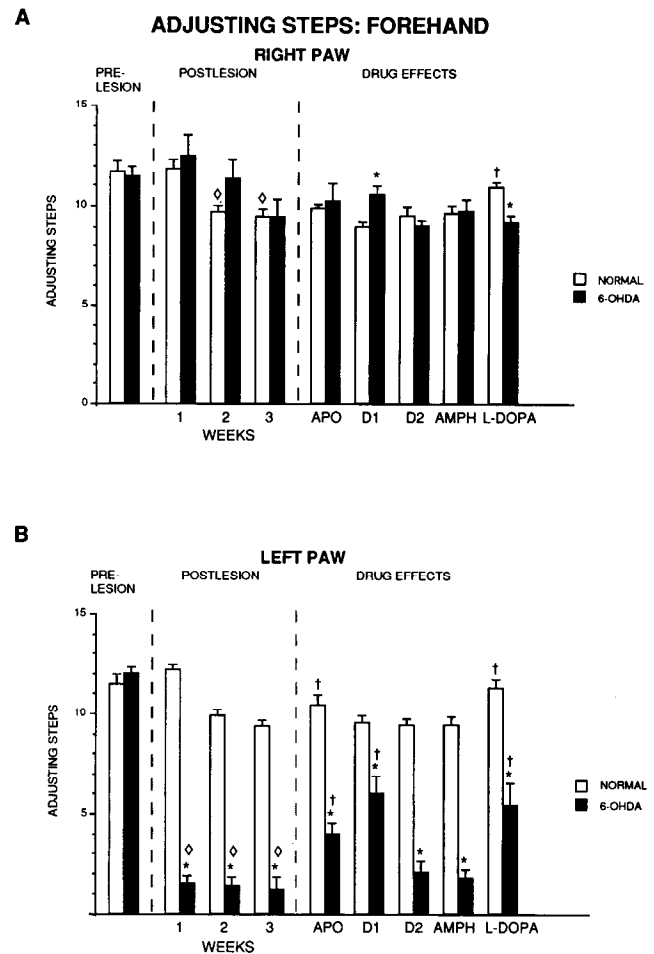 A
ADJUSTING STEPS: FOREHAND
RIGHT PAW
PRE-
LESION
POSTLESION
DRUG EFFECTS
15
10
5
0
ADJUSTING STEPS
◊
◊
*
†
*
NORMAL
6-OHDA
1 2 3 APO D1 D2 AMPH L-DOPA
WEEKS
B
LEFT PAW
PRE-
LESION
POSTLESION
DRUG EFFECTS
15
10
5
ADJUSTING STEPS
◊
*
◊
*
◊
*
†
†
*
†
*
*
*
†
†
*
NORMAL
6-OHDA
1 2 3 APO D1 D2 AMPH L-DOPA
WEEKS